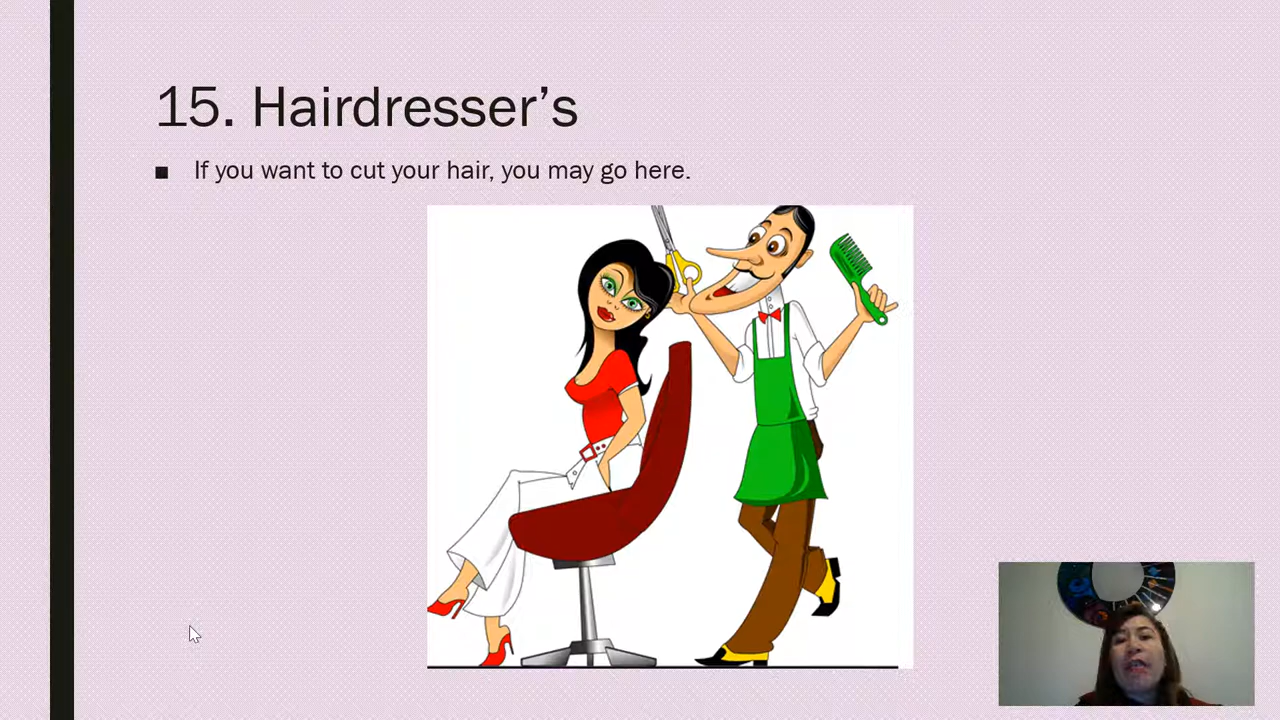 15. Hairdresser’s
If you want to cut your hair, you may go here.